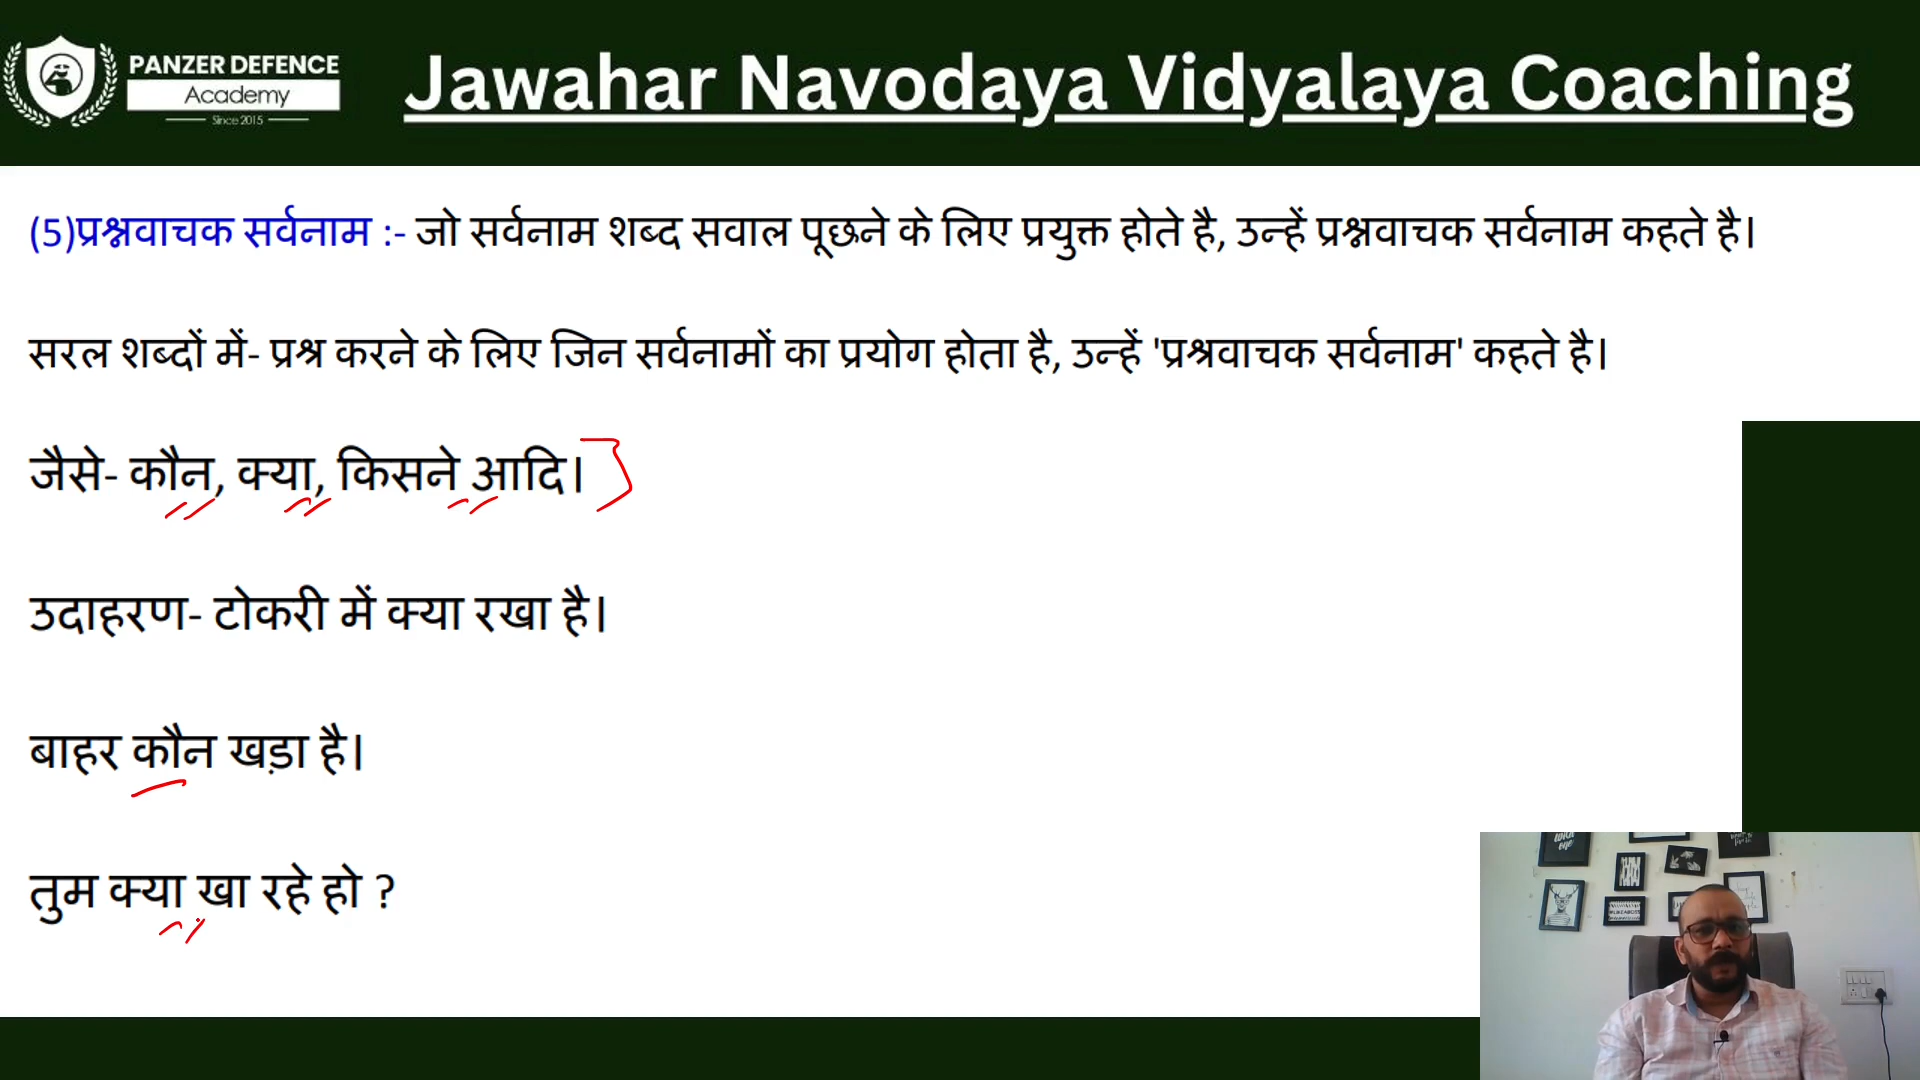 PANZER DEFENCE
Academy
Since 2015
Jawahar Navodaya Vidyalaya Coaching
(5)प्रश्नवाचक सर्वनाम :- जो सर्वनाम शब्द सवाल पूछने के लिए प्रयुक्त होते है, उन्हें प्रश्नवाचक सर्वनाम कहते है।
सरल शब्दों में- प्रश्न करने के लिए जिन सर्वनामों का प्रयोग होता है, उन्हें 'प्रश्नवाचक सर्वनाम' कहते है।
जैसे- कौन, क्या, किसने आदि।
उदाहरण- टोकरी में क्या रखा है।
बाहर कौन खड़ा है।
तुम क्या खा रहे हो ?